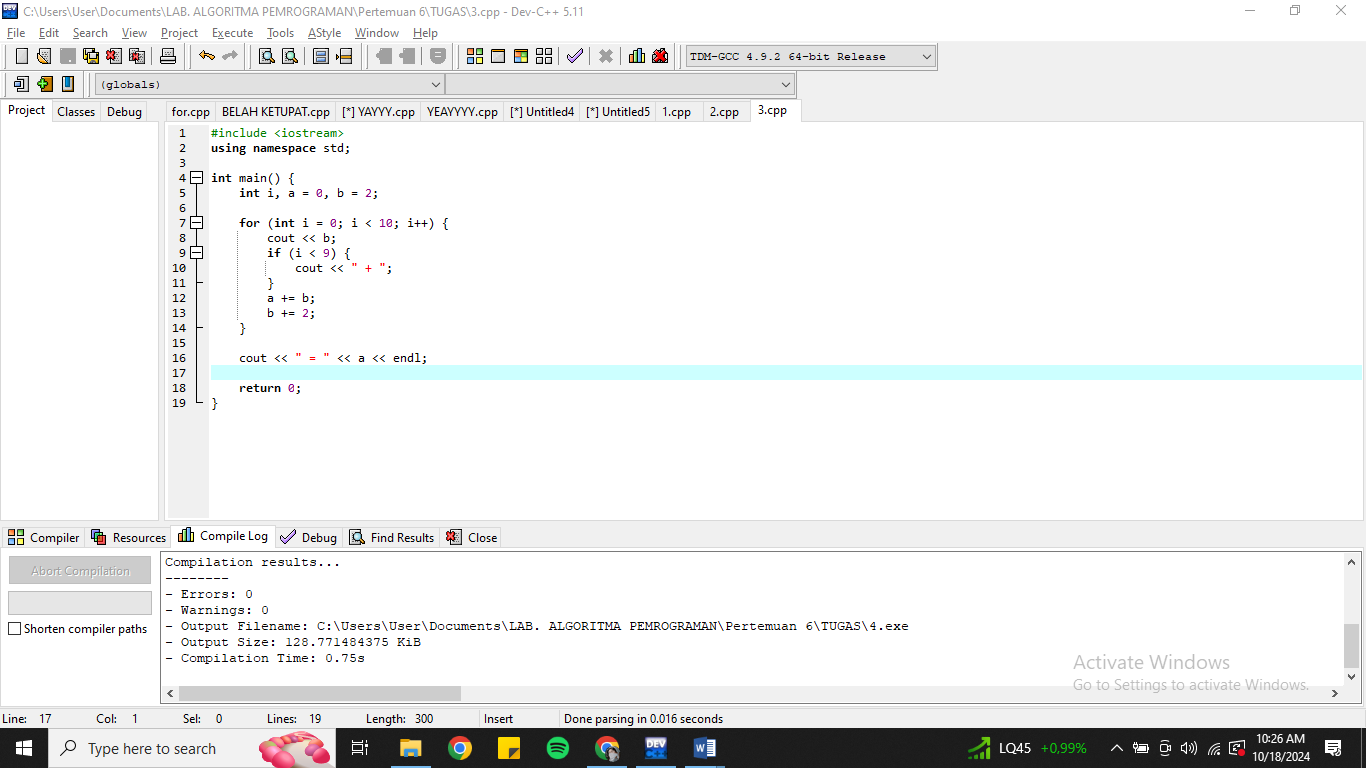 C:\Users\User\Documents\LAB. ALGORITMA PEMROGRAMAN\Pertemuan 6\TUGAS\3.cpp - Dev-C++ 5.11
File Edit Search View Project Execute Tools AStyle Window Help
TDM-GCC 4.9.2 64-bit Release
(globals)
Project Classes Debug for.cpp BELAH KETUPAT.cpp [*] YAYYY.cpp YEAYYYY.cpp [*] Untitled4 [*] Untitled5 1.cpp 2.cpp 3.cpp
1 #include <iostream>
2 using namespace std;
3
4 int main() {
5     int i, a = 0, b = 2;
6
7     for (int i = 0; i < 10; i++) {
8         cout << b;
9         if (i < 9) {
10             cout << " + ";
11         }
12         a += b;
13         b += 2;
14     }
15
16     cout << " = " << a << endl;
17
18     return 0;
19 }
Compiler Resources Compile Log Debug Find Results Close
Abort Compilation
Shorten compiler paths
Compilation results...
--------
- Errors: 0
- Warnings: 0
- Output Filename: C:\Users\User\Documents\LAB. ALGORITMA PEMROGRAMAN\Pertemuan 6\TUGAS\4.exe
- Output Size: 128.771484375 KiB
- Compilation Time: 0.75s
Activate Windows
Go to Settings to activate Windows.
Line: 17 Col: 1 Sel: 0 Lines: 19 Length: 300 Insert Done parsing in 0.016 seconds
Type here to search
DEV
LQ45 +0,99%
10:26 AM
10/18/2024